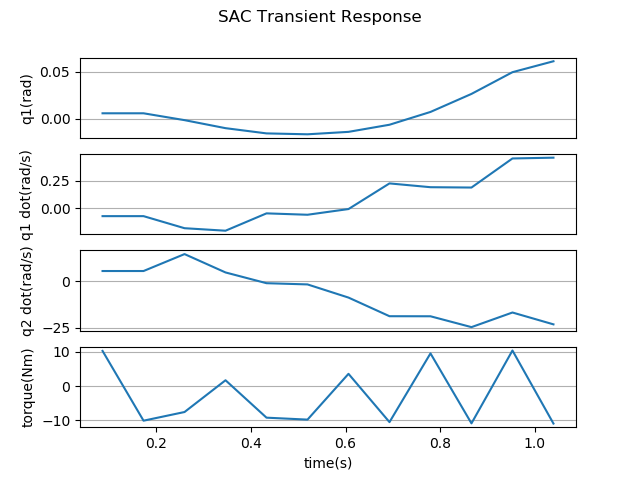 SAC Transient Response
q1(rad)
0.05
0.00
q1 dot(rad/s)
0.25
0.00
q2 dot(rad/s)
0
−25
torque(Nm)
10
0
−10
0.2 0.4 0.6 0.8 1.0
time(s)